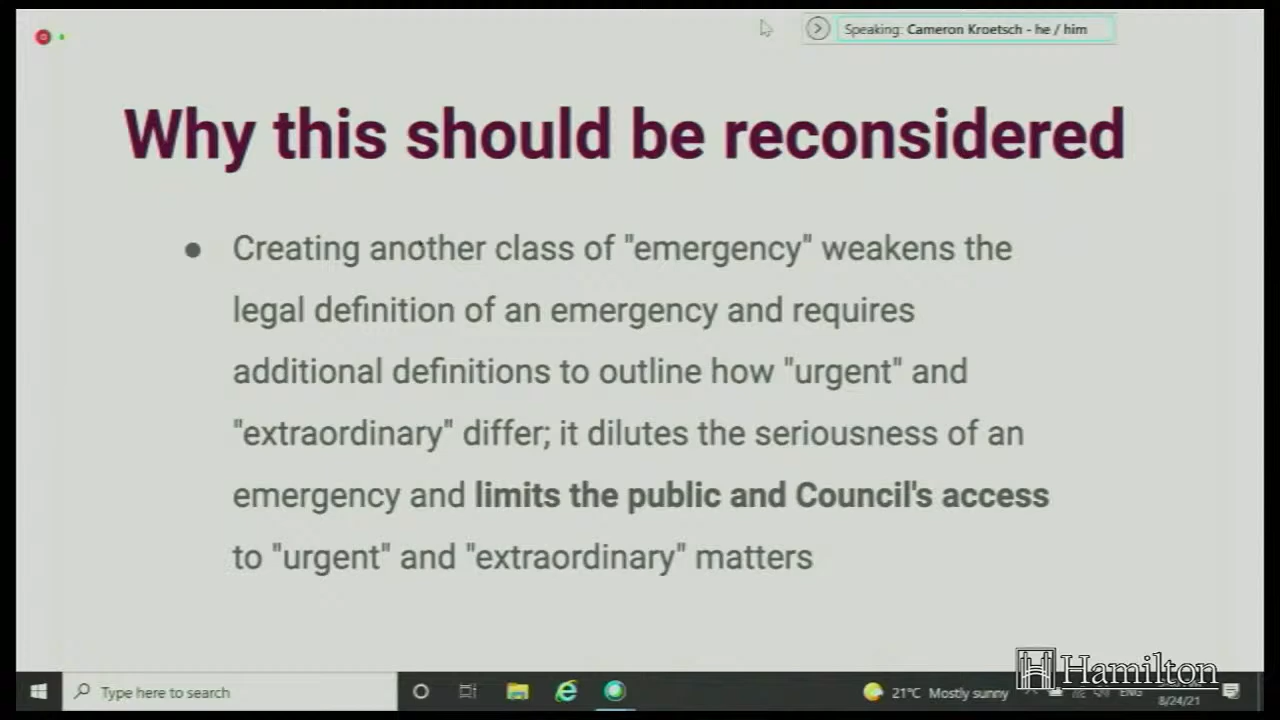 Speaking: Cameron Kroetsch - he / him
Why this should be reconsidered
● Creating another class of "emergency" weakens the
legal definition of an emergency and requires
additional definitions to outline how "urgent" and
"extraordinary" differ; it dilutes the seriousness of an
emergency and limits the public and Council's access
to "urgent" and "extraordinary" matters
Hamilton
Type here to search
21°C Mostly sunny
ENG
8/24/21